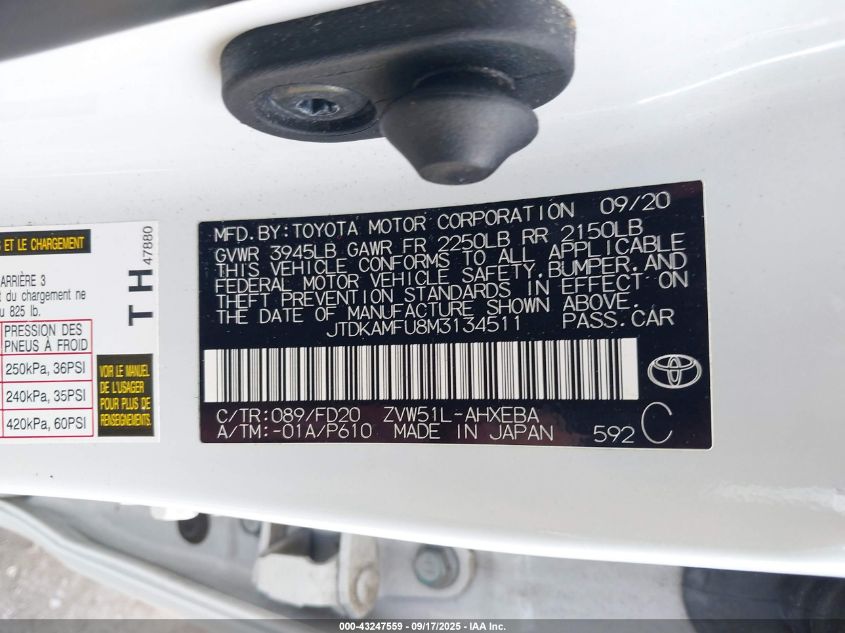 S ET LE CHARGEMENT
ARRIÈRE 3
t du chargement ne
u 825 lb.
PRESSION DES
PNEUS À FROID
250kPa, 36PSI
240kPa, 35PSI
420kPa, 60PSI
TH
47880
VOIR LE MANUEL
DE L'USAGER
POUR PLUS DE
RENSEIGNEMENTS
MFD.BY:TOYOTA MOTOR CORPORATION 09/20
GVWR 3945LB GAWR FR 2250LB RR 2150LB
THIS VEHICLE CONFORMS TO ALL APPLICABLE
FEDERAL MOTOR VEHICLE SAFETY,BUMPER,AND
THEFT PREVENTION STANDARDS IN EFFECT ON
THE DATE OF MANUFACTURE SHOWN ABOVE.
JTDKAMFU8M3134511 PASS.CAR
C/TR:089/FD20 ZVW51L-AHXEBA
A/TM:-01A/P610 MADE IN JAPAN 592 C
000-43247559 — 09/17/2025 — IAA Inc.